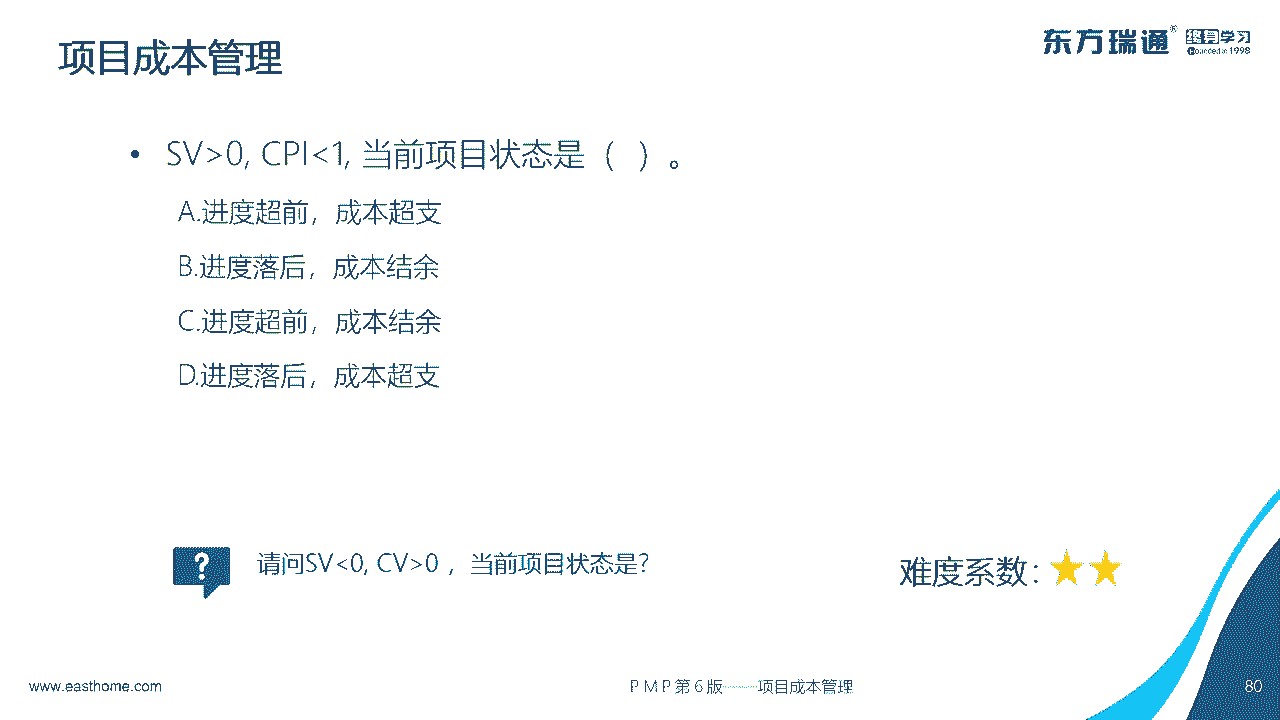 项目成本管理
东方瑞通® 终身学习
Founded in 1998
• SV>0, CPI<1, 当前项目状态是（ ）。
A.进度超前，成本超支
B.进度落后，成本结余
C.进度超前，成本结余
D.进度落后，成本超支
请问SV<0, CV>0 ，当前项目状态是?
难度系数：
www.easthome.com
PMP第6版——项目成本管理
80